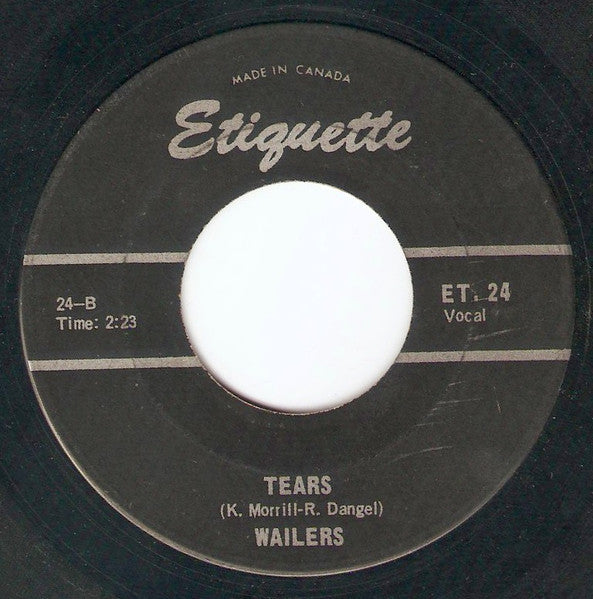 MADE IN CANADA
Etiquette
24-B
Time: 2:23
ET. 24
Vocal
TEARS
(K. Morrill-R. Dangel)
WAILERS